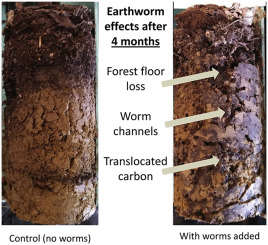 Earthworm
effects after
4 months
Forest floor
loss
Worm
channels
Translocated
carbon
Control (no worms)
With worms added